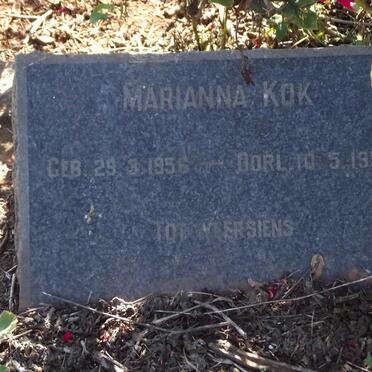 MARIANNA KOK
GEB. 29.3.1956 — OORL. 10.5.19
TOT WEERSIENS